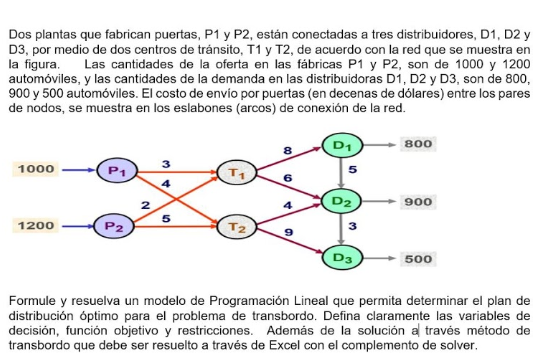 Dos plantas que fabrican puertas, P1 y P2, están conectadas a tres distribuidores, D1, D2 y
D3, por medio de dos centros de tránsito, T1 y T2, de acuerdo con la red que se muestra en
la figura. Las cantidades de la oferta en las fábricas P1 y P2, son de 1000 y 1200
automóviles, y las cantidades de la demanda en las distribuidoras D1, D2 y D3, son de 800,
900 y 500 automóviles. El costo de envío por puertas (en decenas de dólares) entre los pares
de nodos, se muestra en los eslabones (arcos) de conexión de la red.
8 D1 800
1000 P1 3 T1 5
4 6
2 4 D2 900
1200 P2 5 T2 3
9
D3 500
Formule y resuelva un modelo de Programación Lineal que permita determinar el plan de
distribución óptimo para el problema de transbordo. Defina claramente las variables de
decisión, función objetivo y restricciones. Además de la solución a través método de
transbordo que debe ser resuelto a través de Excel con el complemento de solver.